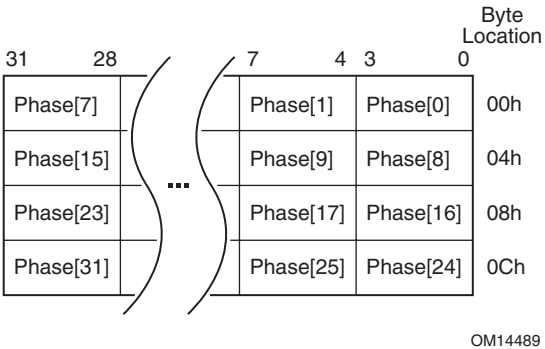 Byte
Location
31 28 7 4 3 0
Phase[7] Phase[1] Phase[0] 00h
Phase[15] ... Phase[9] Phase[8] 04h
Phase[23] Phase[17] Phase[16] 08h
Phase[31] Phase[25] Phase[24] 0Ch
OM14489